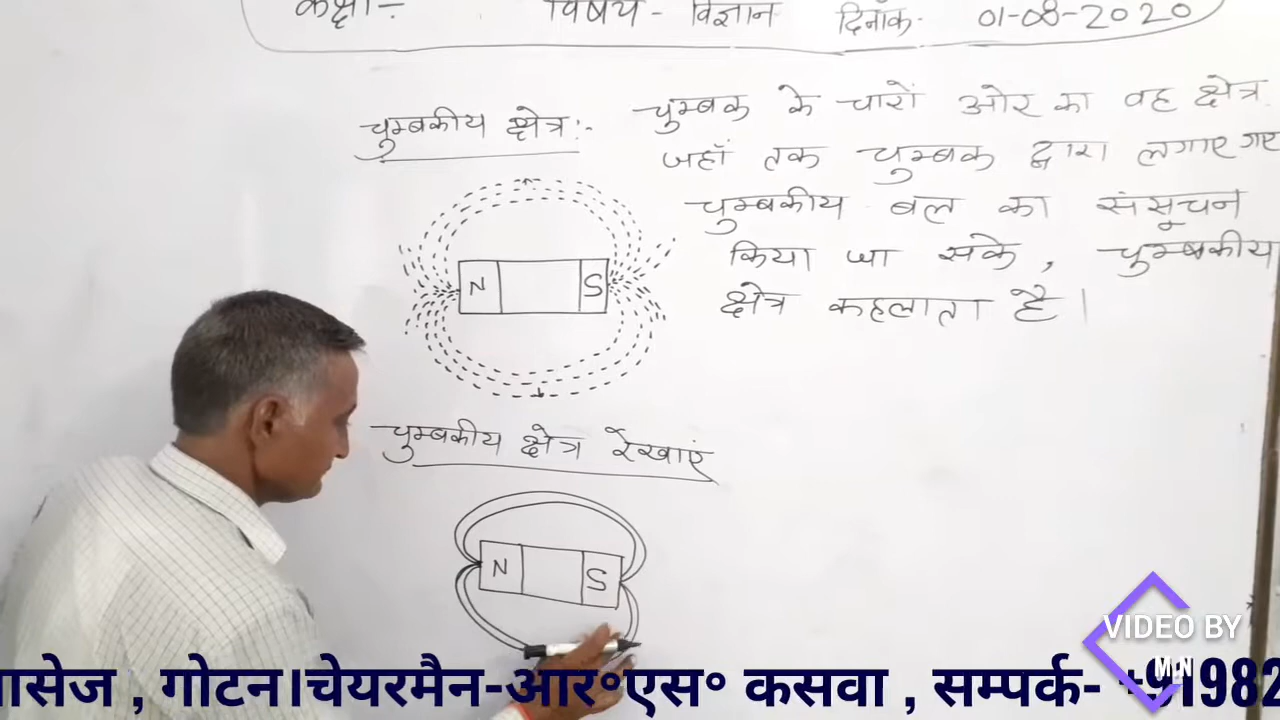 कक्षा:- विषय - विज्ञान दिनाँक- 01-08-2020
चुम्बकीय क्षेत्र:- चुम्बक के चारों ओर का वह क्षेत्र
जहाँ तक चुम्बक द्वारा लगाए गए
चुम्बकीय बल का संसूचन
किया जा सके, चुम्बकीय
क्षेत्र कहलाता है।
N S
चुम्बकीय क्षेत्र रेखाएं
N S
VIDEO BY
M.N
, गोटन।चेयरमैन-आर॰एस॰ कसवा , सम्पर्क- +91982